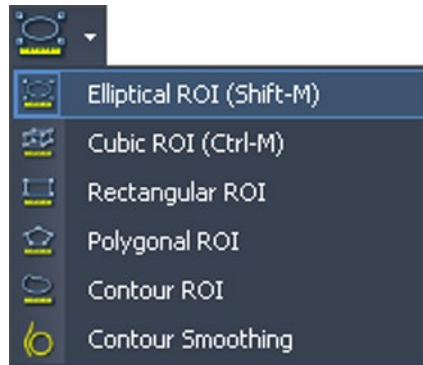 Elliptical ROI (Shift-M)
Cubic ROI (Ctrl-M)
Rectangular ROI
Polygonal ROI
Contour ROI
Contour Smoothing